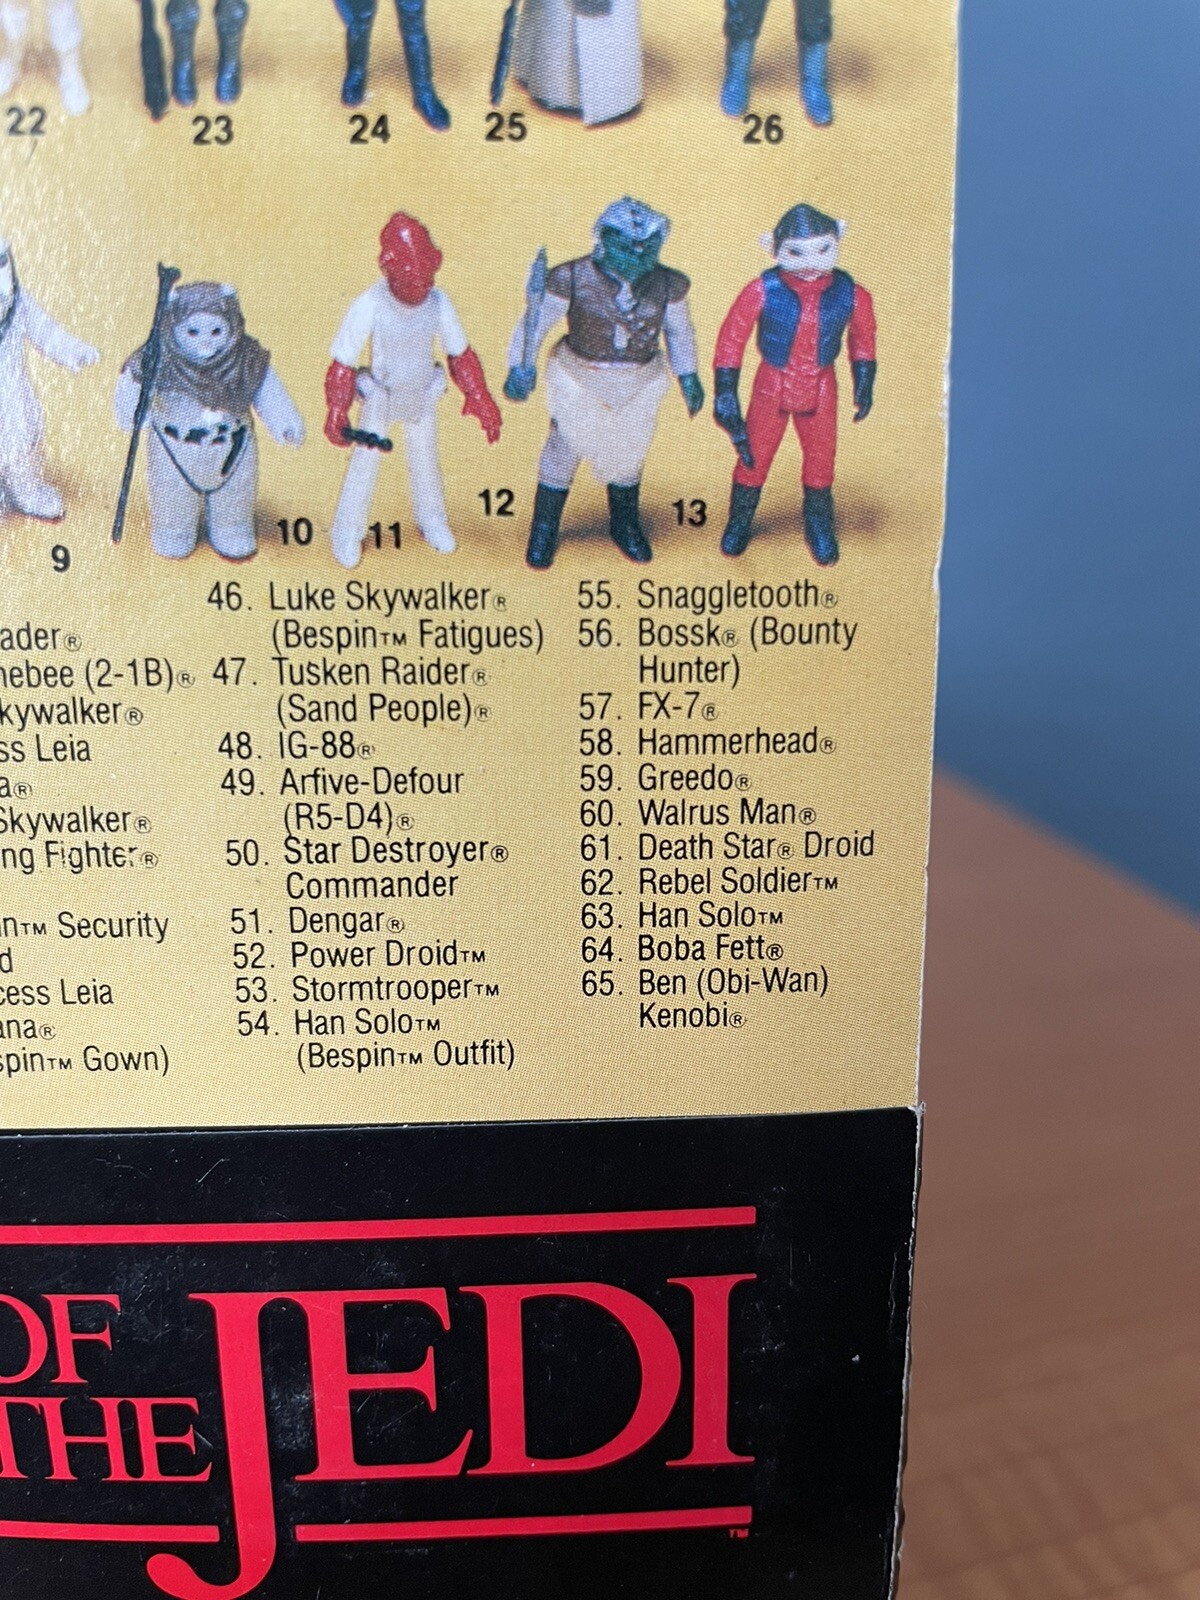 22
23
24
25
26
9
10
11
12
13
ader®
ebee (2-1B)®
kywalker®
ss Leia
a®
Skywalker®
ng Fighter®
n™ Security
d
cess Leia
ana®
spin™ Gown)
46. Luke Skywalker®
(Bespin™ Fatigues)
47. Tusken Raider®
(Sand People)®
48. IG-88®
49. Arfive-Defour
(R5-D4)®
50. Star Destroyer®
Commander
51. Dengar®
52. Power Droid™
53. Stormtrooper™
54. Han Solo™
(Bespin™ Outfit)
55. Snaggletooth®
56. Bossk® (Bounty
Hunter)
57. FX-7®
58. Hammerhead®
59. Greedo®
60. Walrus Man®
61. Death Star® Droid
62. Rebel Soldier™
63. Han Solo™
64. Boba Fett®
65. Ben (Obi-Wan)
Kenobi®
OF
THE JEDI
™